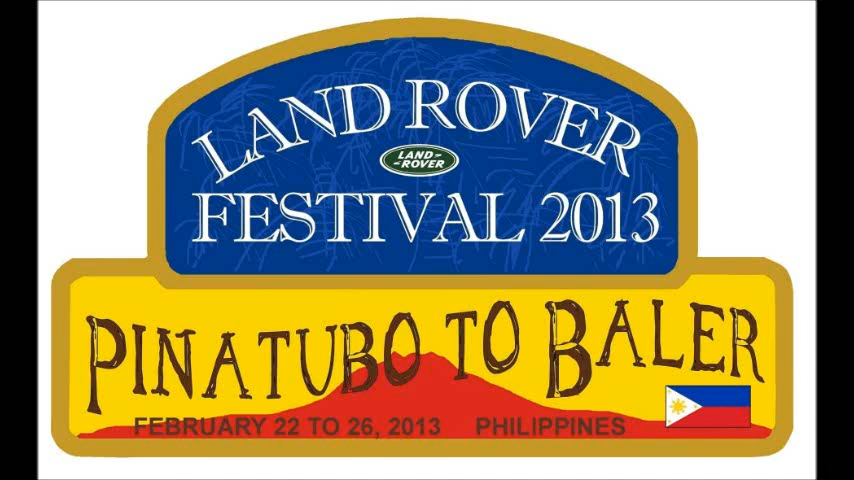 LAND ROVER
LAND-
-ROVER
FESTIVAL 2013
PINATUBO TO BALER
FEBRUARY 22 TO 26, 2013 PHILIPPINES